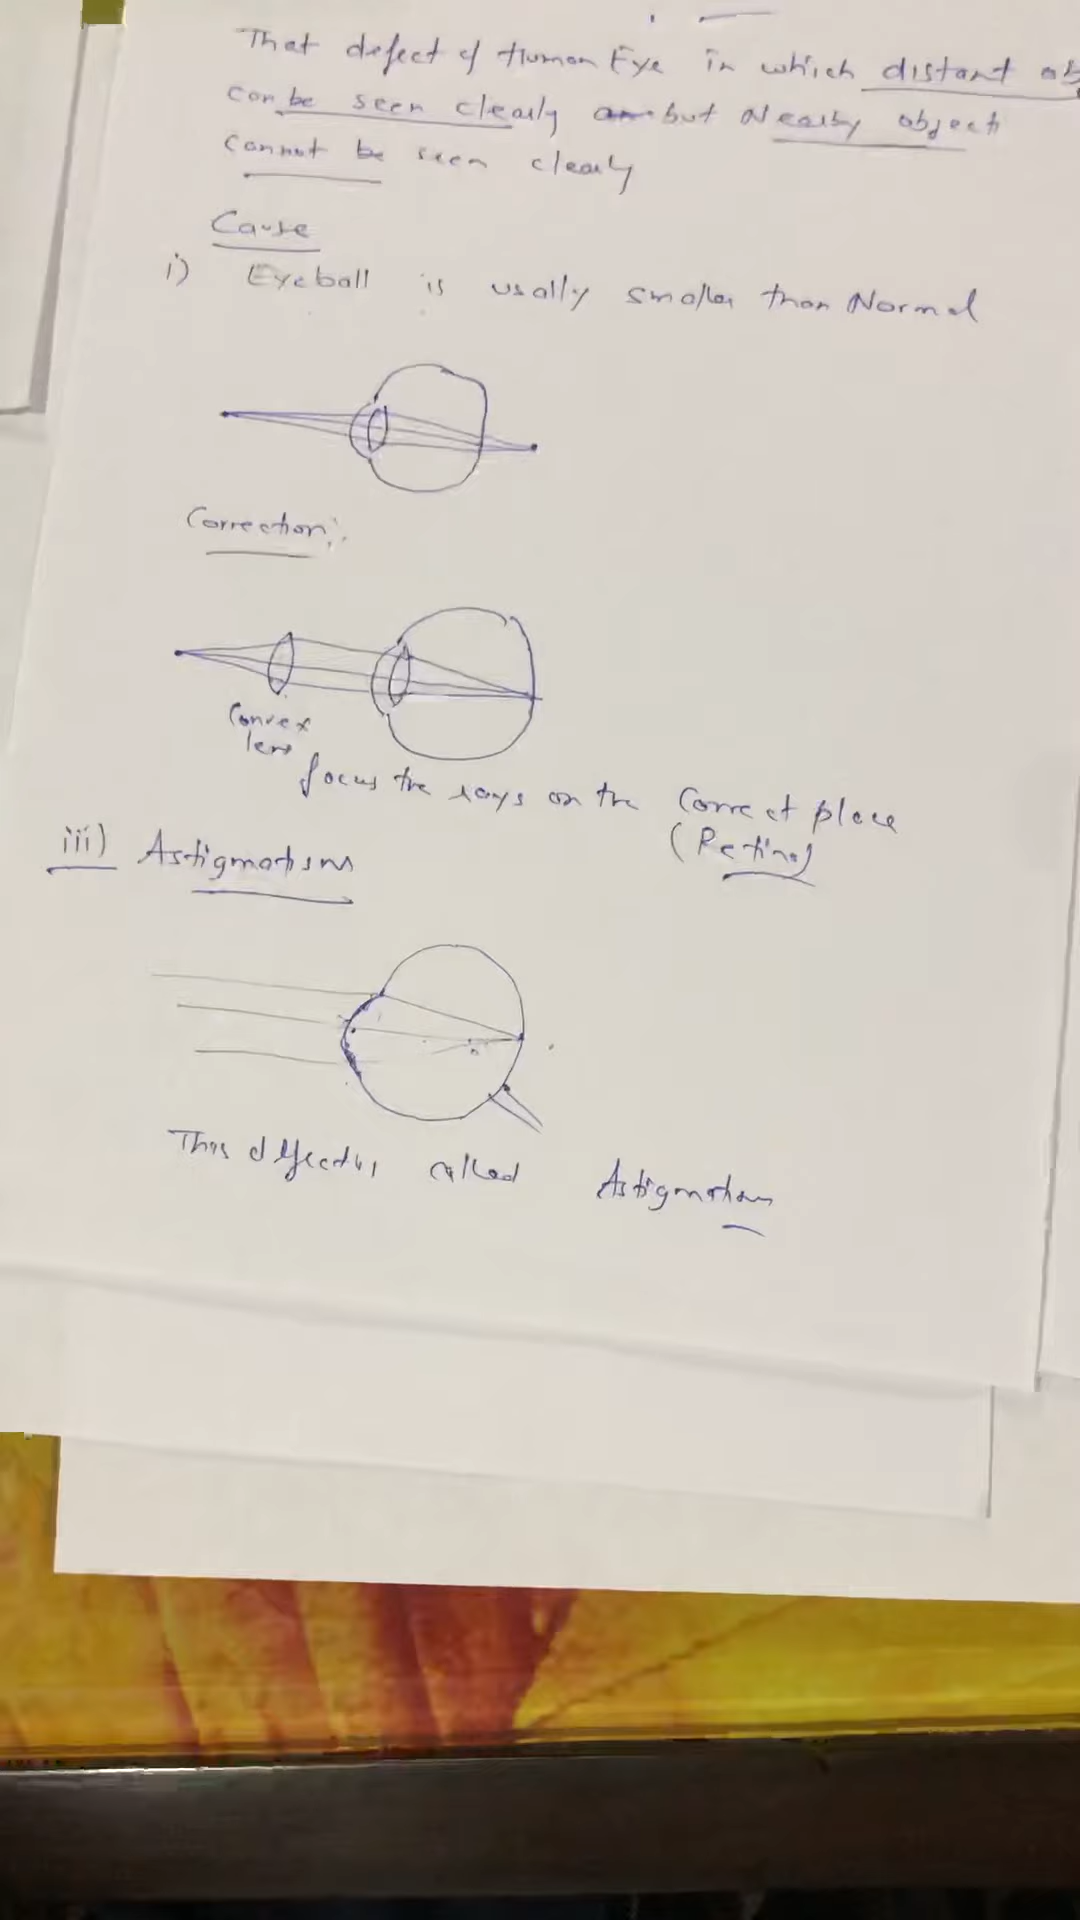 That defect of Human Eye in which distant ob
can be seen clearly but Nearby object
cannot be seen clearly
Cause
i) Eyeball is usally smaller than Normal
Correction:
Convex
lens
focus the rays on the Correct place
(Retina)
iii) Astigmatism
This defect is called Astigmatism